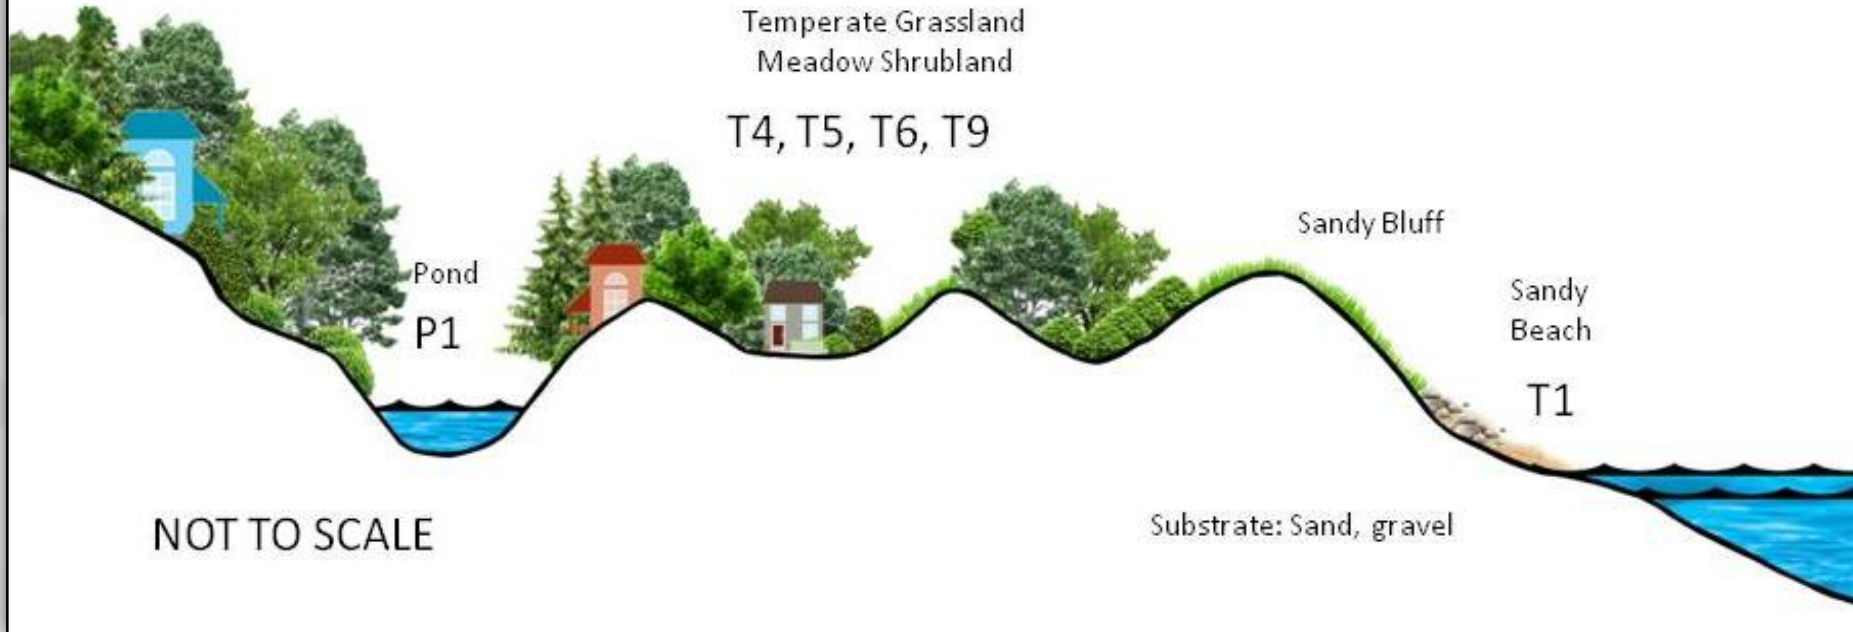 Temperate Grassland
Meadow Shrubland
T4, T5, T6, T9
Sandy Bluff
Pond
P1
Sandy
Beach
T1
NOT TO SCALE
Substrate: Sand, gravel